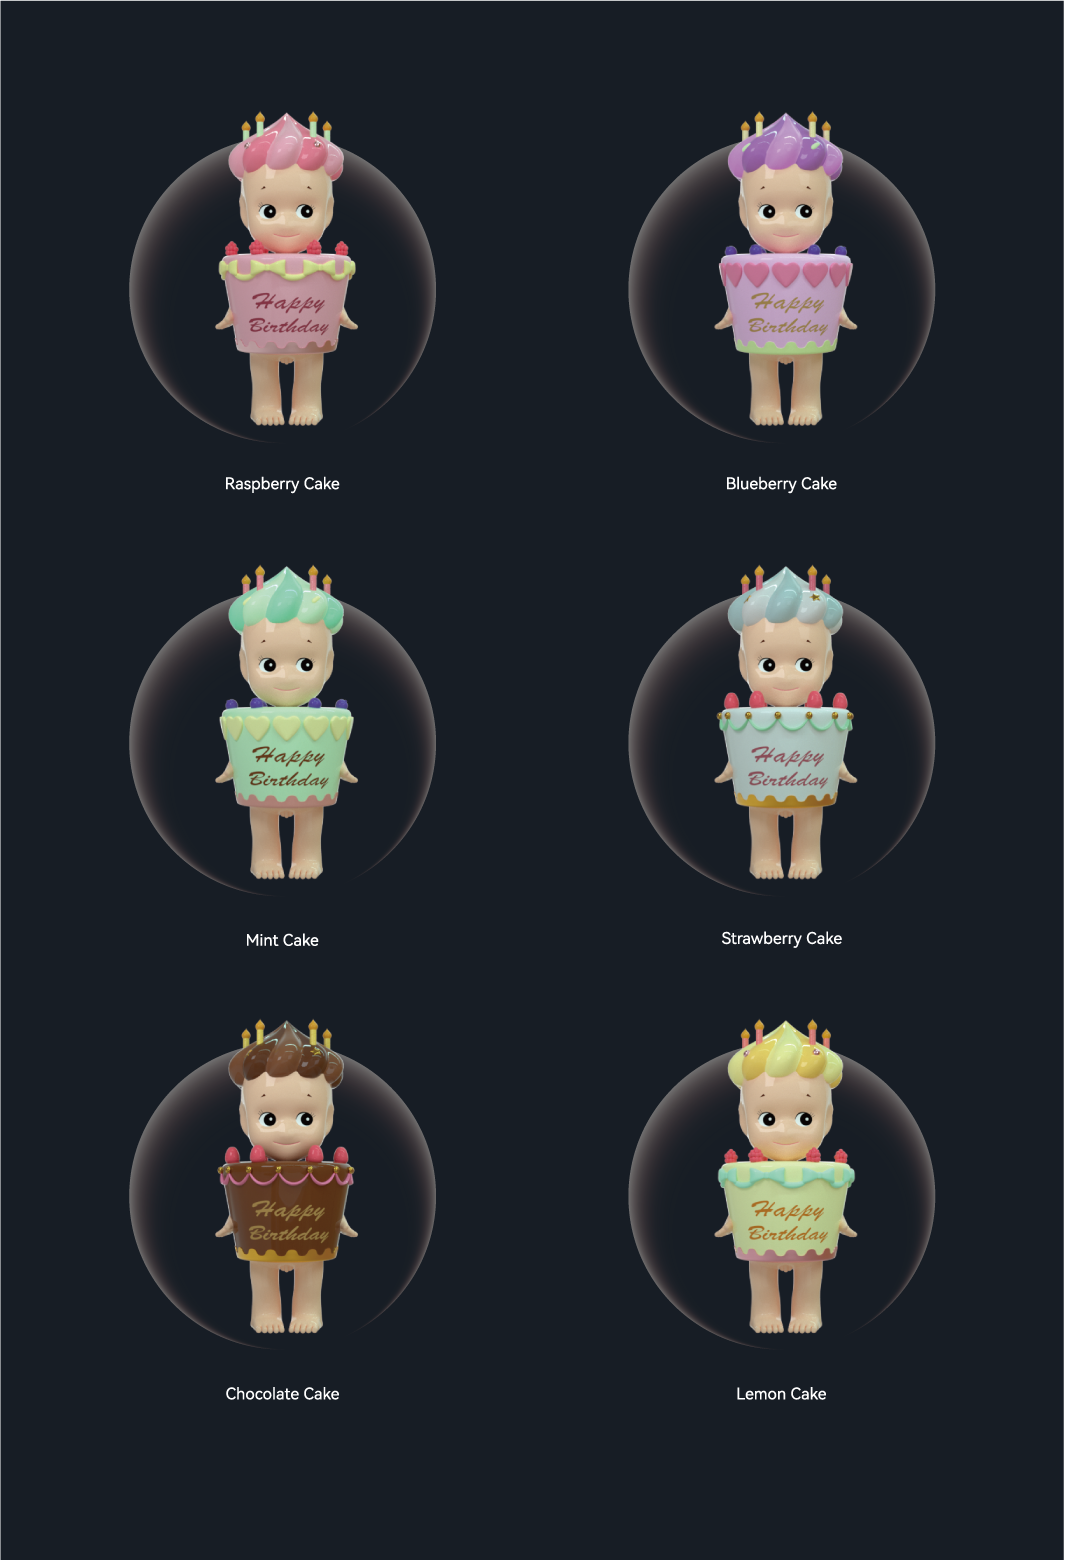 Happy
Birthday
Happy
Birthday
Raspberry Cake
Blueberry Cake
Happy
Birthday
Happy
Birthday
Mint Cake
Strawberry Cake
Happy
Birthday
Happy
Birthday
Chocolate Cake
Lemon Cake